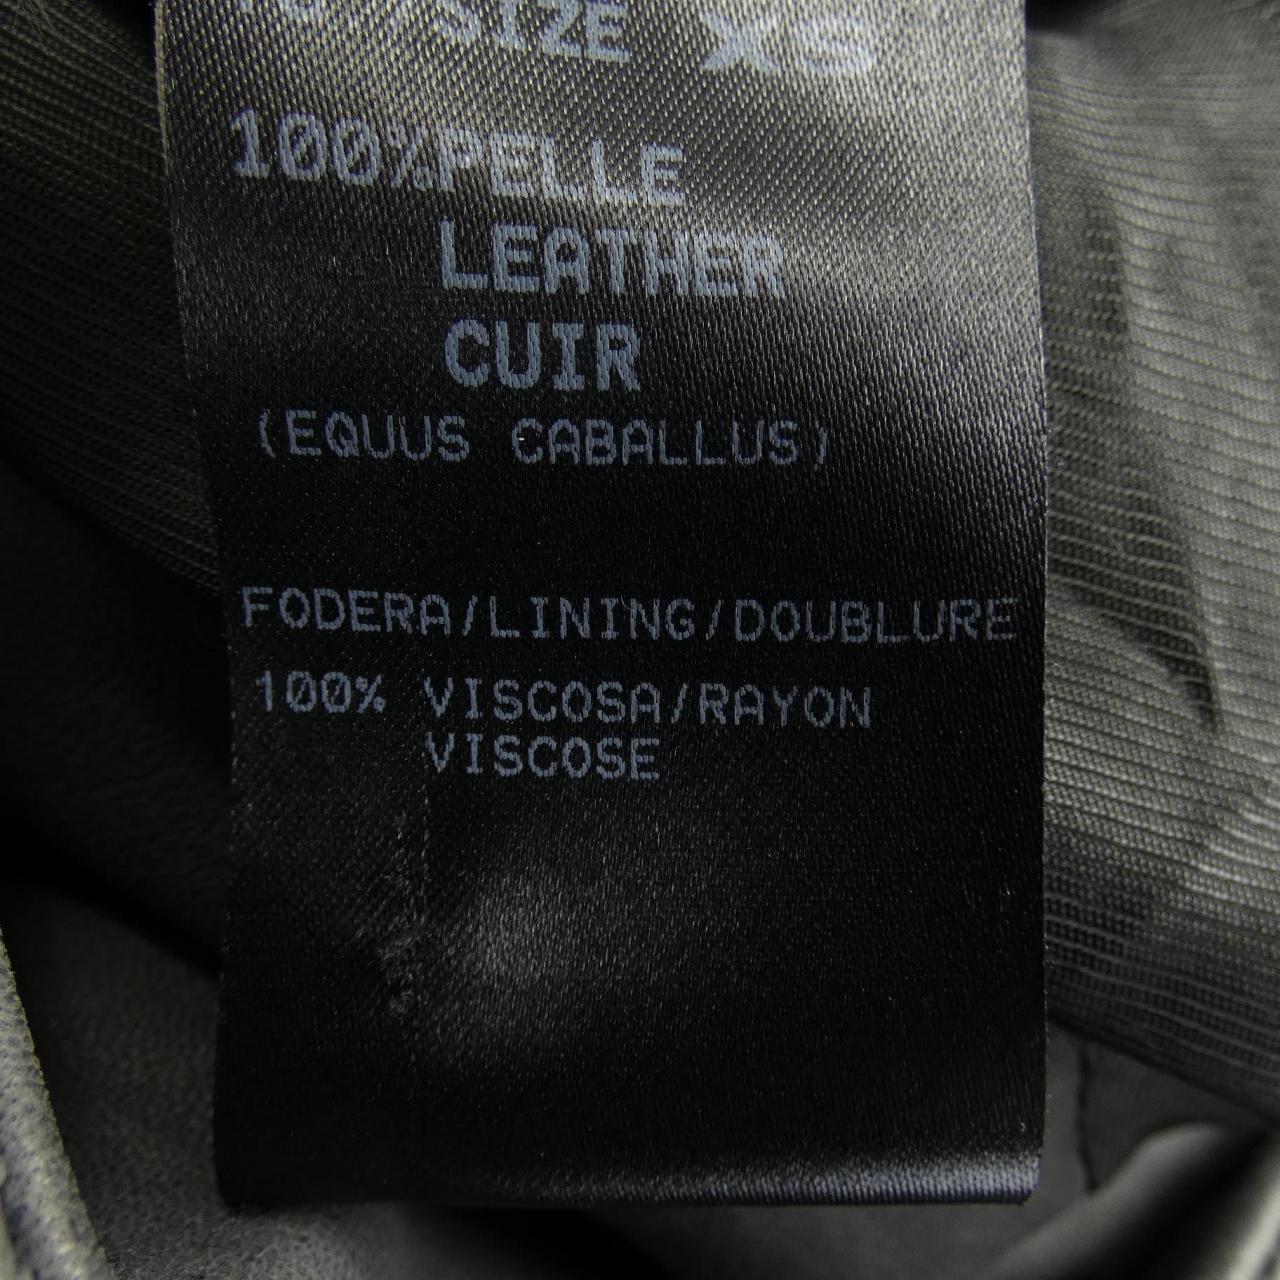 SIZE XS
100%PELLE
LEATHER
CUIR
(EQUUS CABALLUS)
FODERA/LINING/DOUBLURE
100% VISCOSA/RAYON
VISCOSE